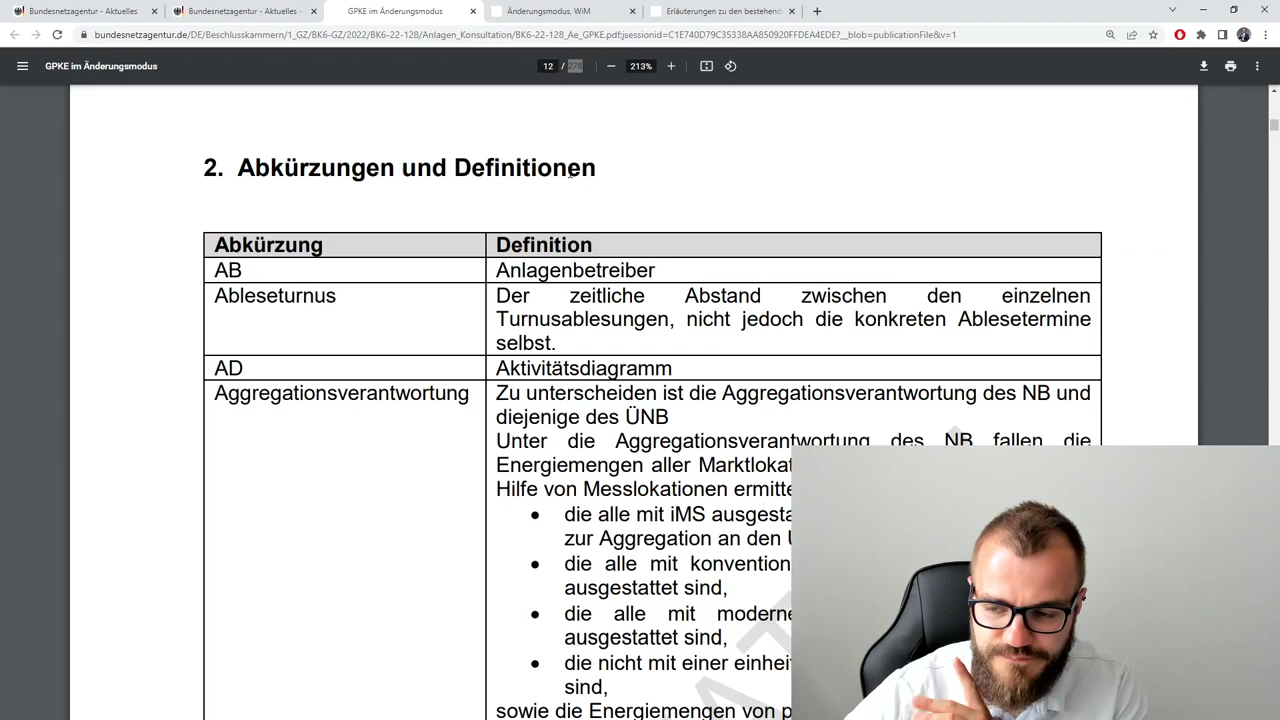 Bundesnetzagentur - Aktuelles -
Bundesnetzagentur - Aktuelles -
GPKE im Änderungsmodus
Änderungsmodus, WiM
Erläuterungen zu den bestehend
bundesnetzagentur.de/DE/Beschlusskammern/1_GZ/BK6-GZ/2022/BK6-22-128/Anlagen_Konsultation/BK6-22-128_Ae_GPKE.pdf;jsessionid=C1E740D79C35338AA850920FFDEA4EDE?__blob=publicationFile&v=1
GPKE im Änderungsmodus
12 / 278
213%
2. Abkürzungen und Definitionen
Abkürzung Definition
AB Anlagenbetreiber
Ableseturnus Der zeitliche Abstand zwischen den einzelnen
Turnusablesungen, nicht jedoch die konkreten Ablesetermine
selbst.
AD Aktivitätsdiagramm
Aggregationsverantwortung Zu unterscheiden ist die Aggregationsverantwortung des NB und
diejenige des ÜNB
Unter die Aggregationsverantwortung des NB fallen die
Energiemengen aller Marktlokat
Hilfe von Messlokationen ermitte
• die alle mit iMS ausgesta
zur Aggregation an den
• die alle mit konvention
ausgestattet sind,
• die alle mit moderne
ausgestattet sind,
• die nicht mit einer einheit
sind,
sowie die Energiemengen von p